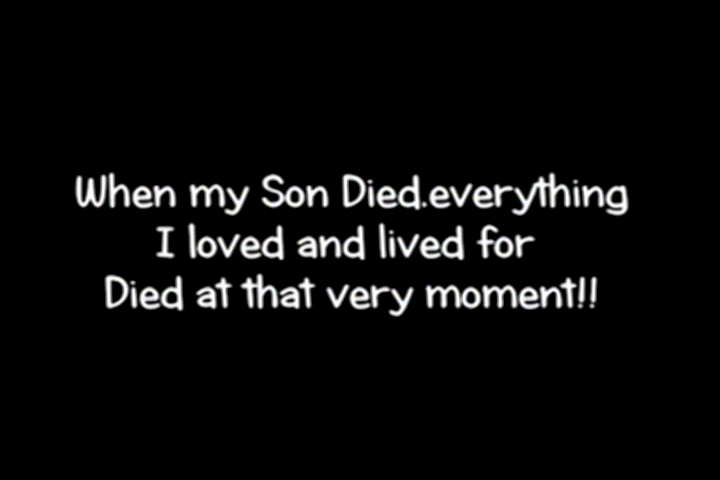 When my Son Died.everything
I loved and lived for
Died at that very moment!!